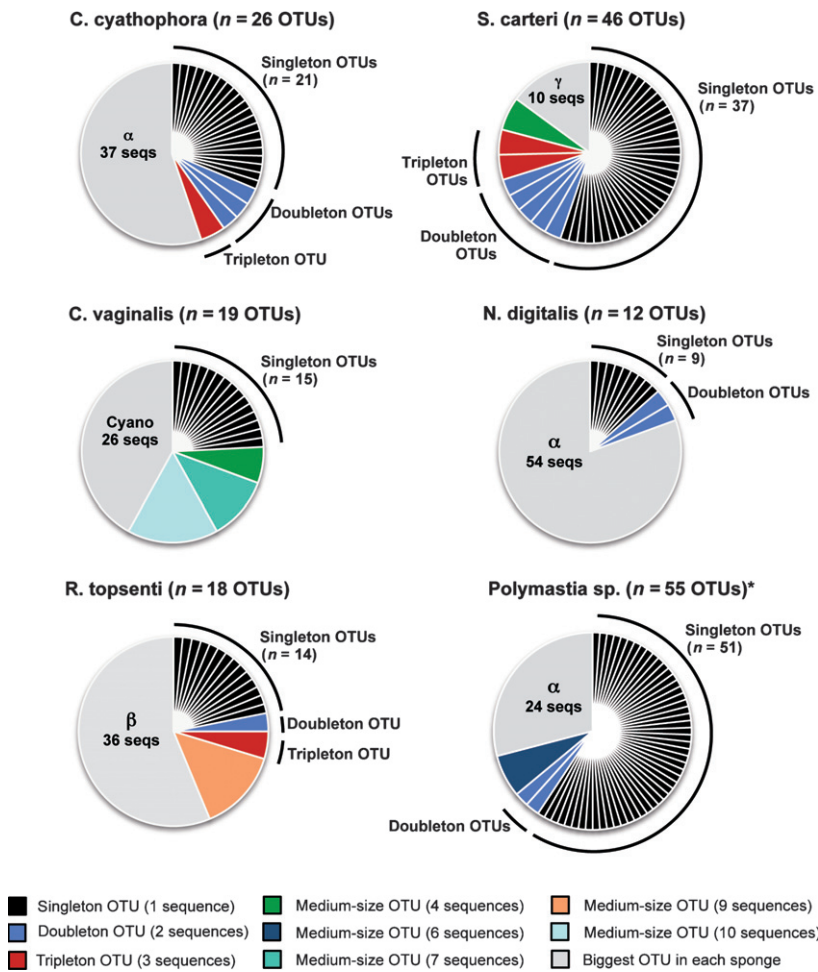 C. cyathophora (n = 26 OTUs)
Singleton OTUs
(n = 21)
α
37 seqs
Doubleton OTUs
Tripleton OTU
S. carteri (n = 46 OTUs)
Singleton OTUs
(n = 37)
γ
10 seqs
Tripleton
OTUs
Doubleton
OTUs
C. vaginalis (n = 19 OTUs)
Singleton OTUs
(n = 15)
Cyano
26 seqs
N. digitalis (n = 12 OTUs)
Singleton OTUs
(n = 9)
Doubleton OTUs
α
54 seqs
R. topsenti (n = 18 OTUs)
Singleton OTUs
(n = 14)
β
36 seqs
Doubleton OTU
Tripleton OTU
Polymastia sp. (n = 55 OTUs)*
Singleton OTUs
(n = 51)
α
24 seqs
Doubleton OTUs
Singleton OTU (1 sequence)
Medium-size OTU (4 sequences)
Medium-size OTU (9 sequences)
Doubleton OTU (2 sequences)
Medium-size OTU (6 sequences)
Medium-size OTU (10 sequences)
Tripleton OTU (3 sequences)
Medium-size OTU (7 sequences)
Biggest OTU in each sponge